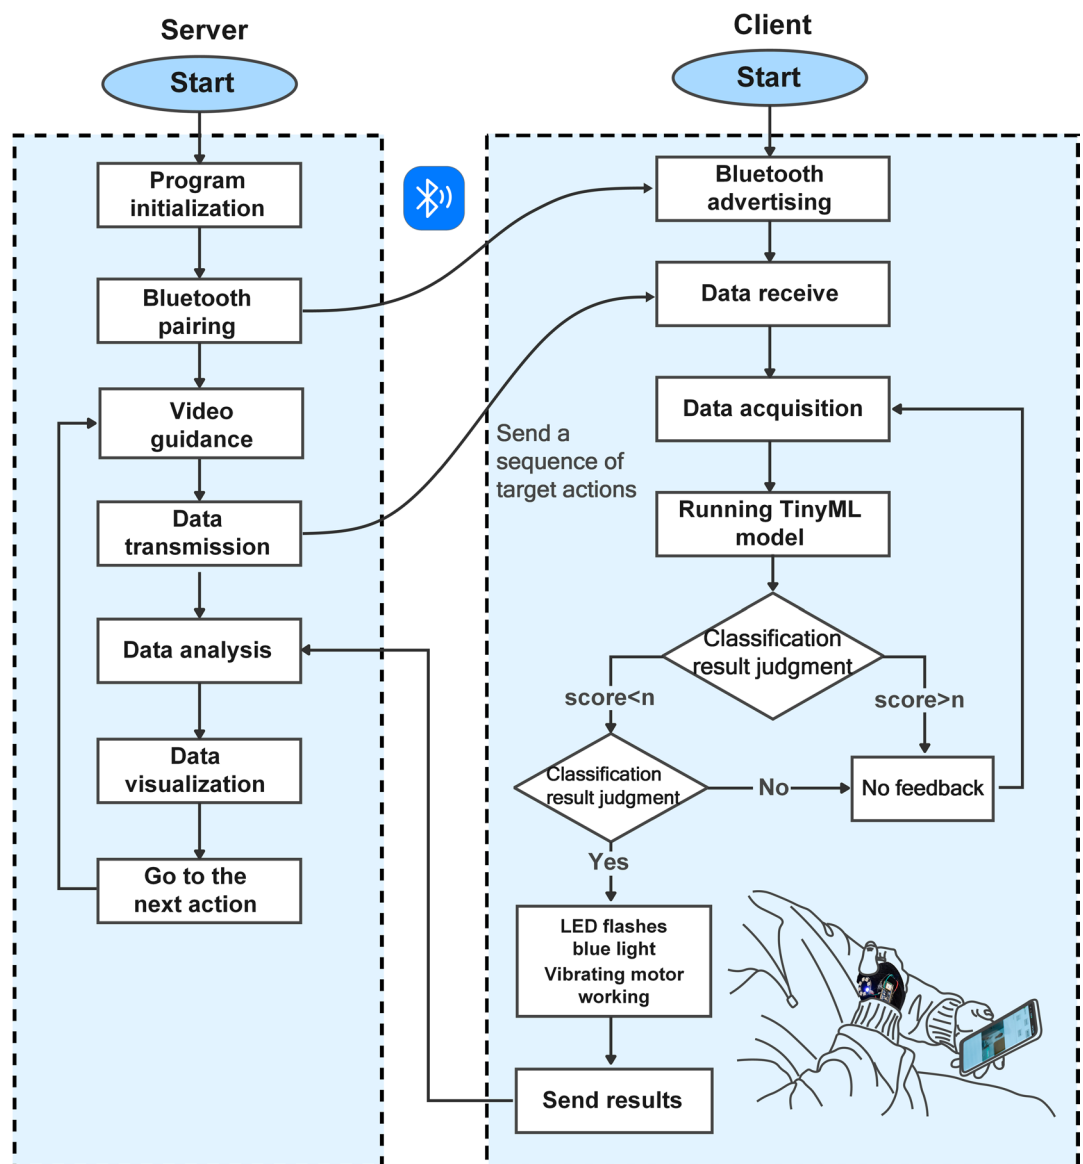 Server
Start
Program
initialization
Bluetooth
pairing
Video
guidance
Data
transmission
Data analysis
Data
visualization
Go to the
next action
Client
Start
Bluetooth
advertising
Data receive
Send a
sequence of
target actions
Data acquisition
Running TinyML
model
Classification
result judgment
score<n
score>n
Classification
result judgment
No
No feedback
Yes
LED flashes
blue light
Vibrating motor
working
Send results